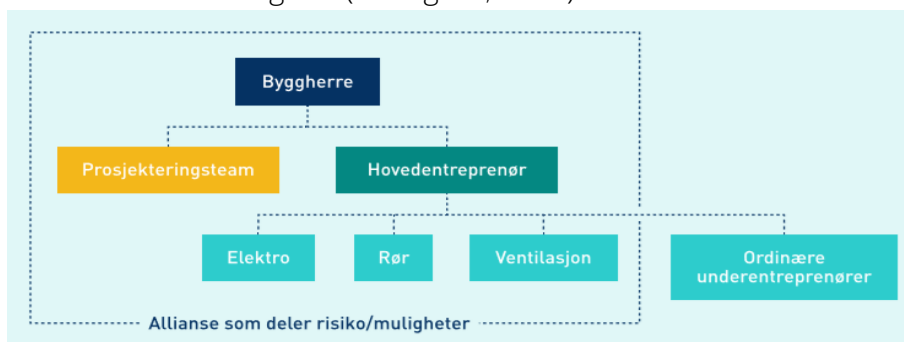 Byggherre
Prosjekteringsteam
Hovedentreprenør
Elektro
Rør
Ventilasjon
Ordinære
underentreprenører
Allianse som deler risiko/muligheter